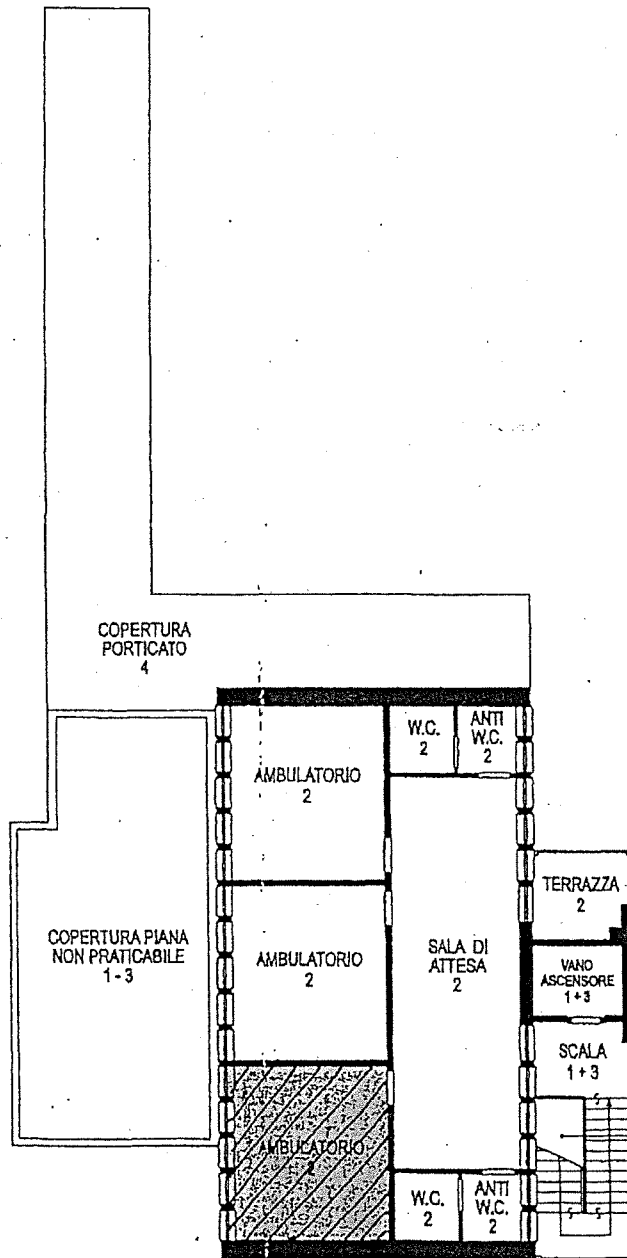 COPERTURA
PORTICATO
4
W.C.
2
ANTI
W.C.
2
AMBULATORIO
2
TERRAZZA
2
COPERTURA PIANA
NON PRATICABILE
1 - 3
AMBULATORIO
2
SALA DI
ATTESA
2
VANO
ASCENSORE
1 + 3
SCALA
1 + 3
AMBULATORIO
2
W.C.
2
ANTI
W.C.
2